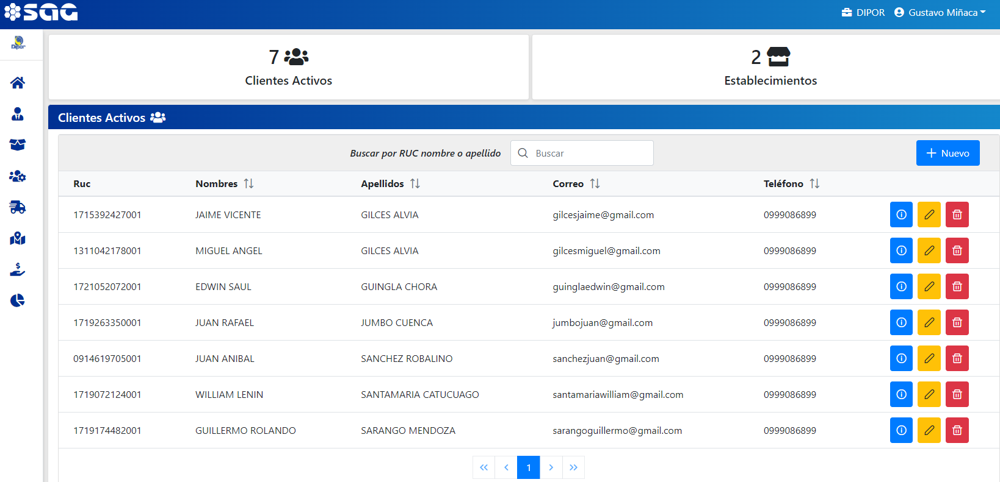 SAG
DIPOR Gustavo Miñaca
Dipor
7
Clientes Activos
2
Establecimientos
Clientes Activos
Buscar por RUC nombre o apellido Buscar + Nuevo
Ruc Nombres Apellidos Correo Teléfono
1715392427001 JAIME VICENTE GILCES ALVIA gilcesjaime@gmail.com 0999086899
1311042178001 MIGUEL ANGEL GILCES ALVIA gilcesmiguel@gmail.com 0999086899
1721052072001 EDWIN SAUL GUINGLA CHORA guinglaedwin@gmail.com 0999086899
1719263350001 JUAN RAFAEL JUMBO CUENCA jumbojuan@gmail.com 0999086899
0914619705001 JUAN ANIBAL SANCHEZ ROBALINO sanchezjuan@gmail.com 0999086899
1719072124001 WILLIAM LENIN SANTAMARIA CATUCUAGO santamariawilliam@gmail.com 0999086899
1719174482001 GUILLERMO ROLANDO SARANGO MENDOZA sarangoguillermo@gmail.com 0999086899
« ‹ 1 › »